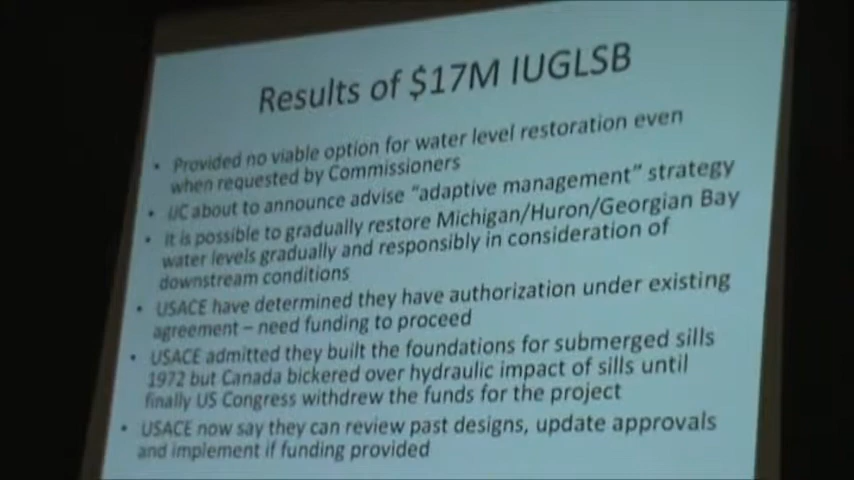 Results of $17M IUGLSB
• Provided no viable option for water level restoration even
when requested by Commissioners
• IJC about to announce advise "adaptive management" strategy
• It is possible to gradually restore Michigan/Huron/Georgian Bay
water levels gradually and responsibly in consideration of
downstream conditions
• USACE have determined they have authorization under existing
agreement – need funding to proceed
• USACE admitted they built the foundations for submerged sills
1972 but Canada bickered over hydraulic impact of sills until
finally US Congress withdrew the funds for the project
• USACE now say they can review past designs, update approvals
and implement if funding provided